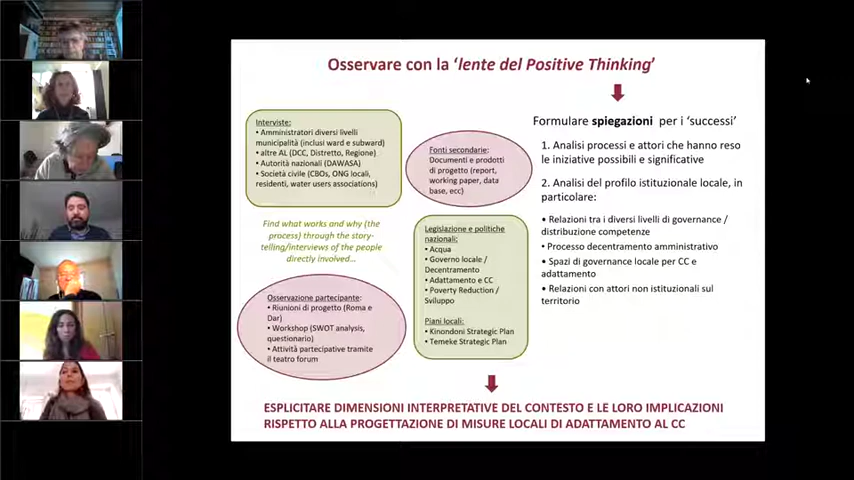 Osservare con la ‘lente del Positive Thinking’
Interviste:
• Amministratori diversi livelli
municipalità (inclusi ward e subward)
• altre AL (DCC, Distretto, Regione)
• Autorità nazionali (DAWASA)
• Società civile (CBOs, ONG locali,
residenti, water users associations)
Find what works and why (the
process) through the story-
telling/interviews of the people
directly involved…
Osservazione partecipante:
• Riunioni di progetto (Roma e
Dar)
• Workshop (SWOT analysis,
questionario)
• Attività partecipative tramite
il teatro forum
Fonti secondarie:
Documenti e prodotti
di progetto (report,
working paper, data
base, ecc)
Legislazione e politiche
nazionali:
• Acqua
• Governo locale /
Decentramento
• Adattamento e CC
• Poverty Reduction /
Sviluppo
Piani locali:
• Kinondoni Strategic Plan
• Temeke Strategic Plan
Formulare spiegazioni per i ‘successi’
1. Analisi processi e attori che hanno reso
le iniziative possibili e significative
2. Analisi del profilo istituzionale locale, in
particolare:
• Relazioni tra i diversi livelli di governance /
distribuzione competenze
• Processo decentramento amministrativo
• Spazi di governance locale per CC e
adattamento
• Relazioni con attori non istituzionali sul
territorio
ESPLICITARE DIMENSIONI INTERPRETATIVE DEL CONTESTO E LE LORO IMPLICAZIONI
RISPETTO ALLA PROGETTAZIONE DI MISURE LOCALI DI ADATTAMENTO AL CC